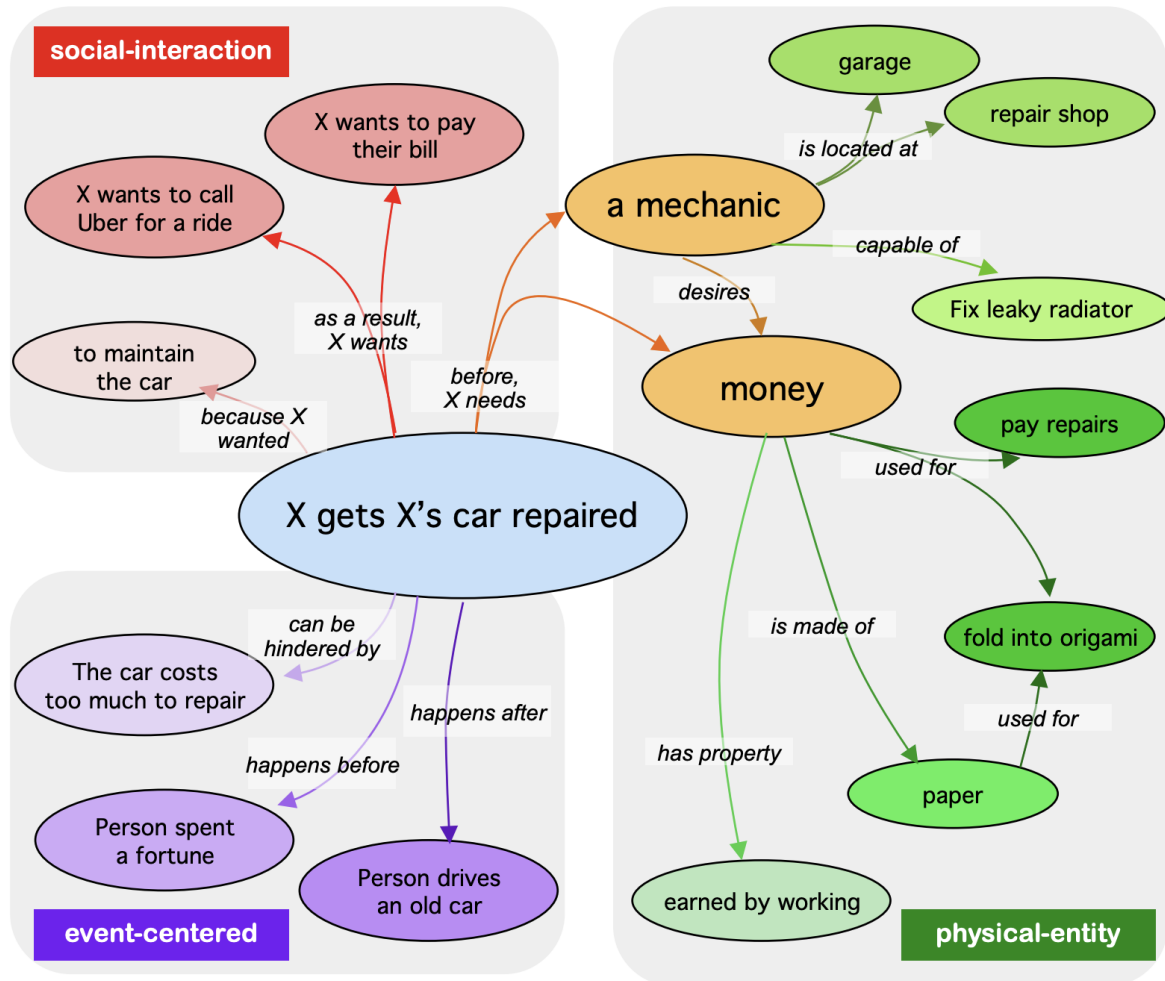 social-interaction
X wants to pay
their bill
X wants to call
Uber for a ride
as a result,
X wants
to maintain
the car
because X
wanted
before,
X needs
X gets X's car repaired
garage
repair shop
is located at
a mechanic
capable of
Fix leaky radiator
desires
money
pay repairs
used for
fold into origami
is made of
used for
has property
paper
earned by working
physical-entity
can be
hindered by
The car costs
too much to repair
happens after
happens before
Person spent
a fortune
Person drives
an old car
event-centered